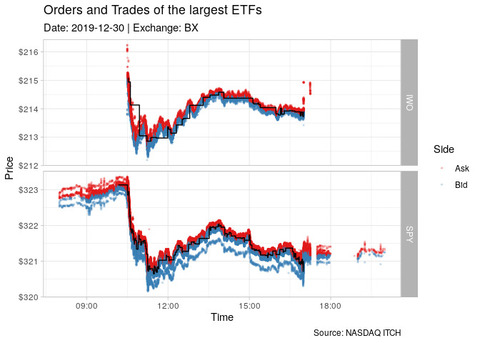 Orders and Trades of the largest ETFs
Date: 2019-12-30 | Exchange: BX
$216
$215
$214
$213
$212
IWO
$323
$322
$321
$320
SPY
Price
09:00 12:00 15:00 18:00
Time
Side
Ask
Bid
Source: NASDAQ ITCH